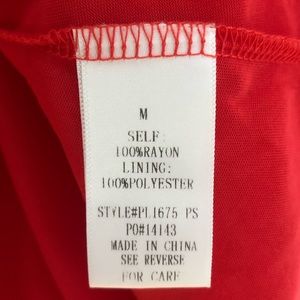 M
SELF:
100%RAYON
LINING:
100%POLYESTER
STYLE#PL1675 PS
PO#14143
MADE IN CHINA
SEE REVERSE
FOR CARE